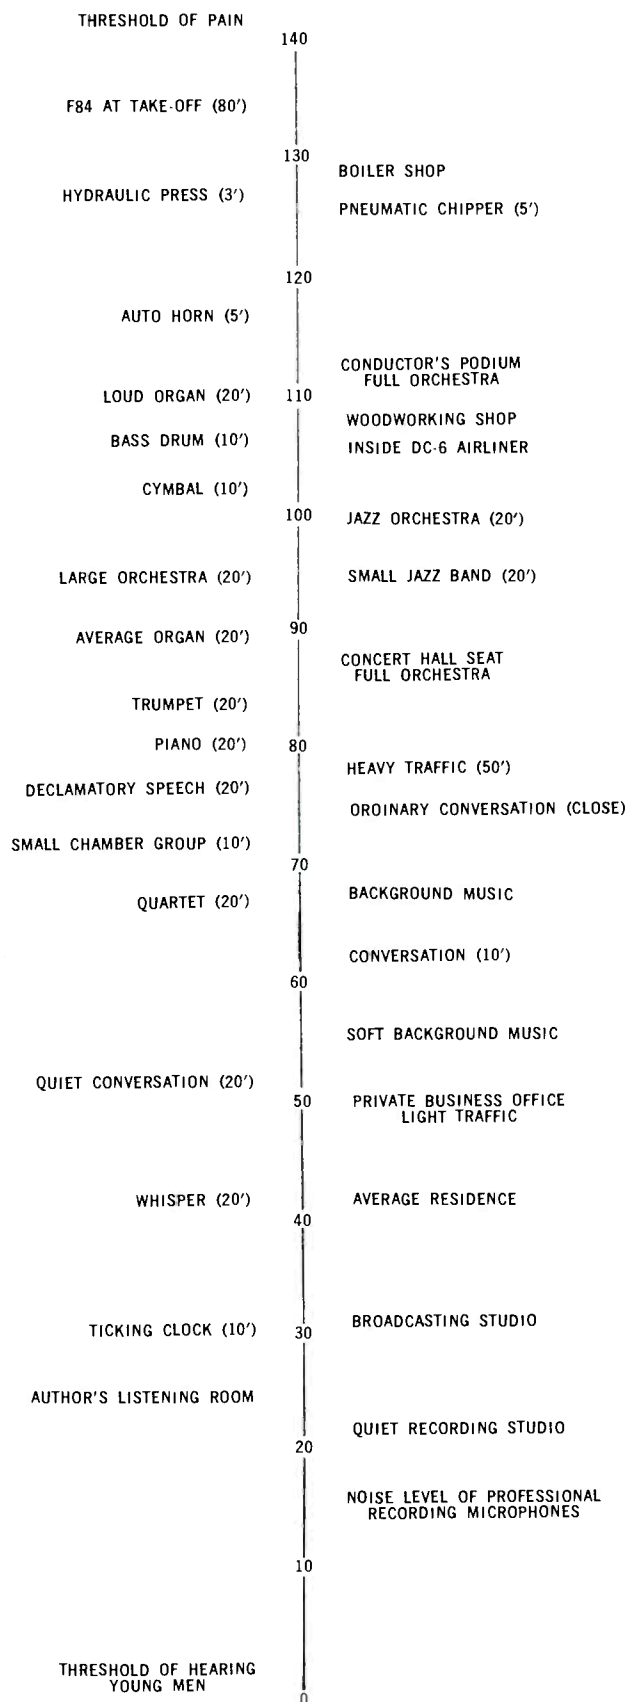 THRESHOLD OF PAIN
140
F84 AT TAKE-OFF (80')
130
BOILER SHOP
HYDRAULIC PRESS (3')
PNEUMATIC CHIPPER (5')
120
AUTO HORN (5')
CONDUCTOR'S PODIUM
FULL ORCHESTRA
LOUD ORGAN (20')
110
WOODWORKING SHOP
BASS DRUM (10')
INSIDE DC-6 AIRLINER
CYMBAL (10')
100
JAZZ ORCHESTRA (20')
LARGE ORCHESTRA (20')
SMALL JAZZ BAND (20')
90
AVERAGE ORGAN (20')
CONCERT HALL SEAT
FULL ORCHESTRA
TRUMPET (20')
PIANO (20')
80
HEAVY TRAFFIC (50')
DECLAMATORY SPEECH (20')
OROINARY CONVERSATION (CLOSE)
SMALL CHAMBER GROUP (10')
70
BACKGROUND MUSIC
QUARTET (20')
CONVERSATION (10')
60
SOFT BACKGROUND MUSIC
QUIET CONVERSATION (20')
50
PRIVATE BUSINESS OFFICE
LIGHT TRAFFIC
WHISPER (20')
AVERAGE RESIDENCE
40
BROADCASTING STUDIO
TICKING CLOCK (10')
30
AUTHOR'S LISTENING ROOM
QUIET RECORDING STUDIO
20
NOISE LEVEL OF PROFESSIONAL
RECORDING MICROPHONES
10
THRESHOLD OF HEARING
YOUNG MEN
0